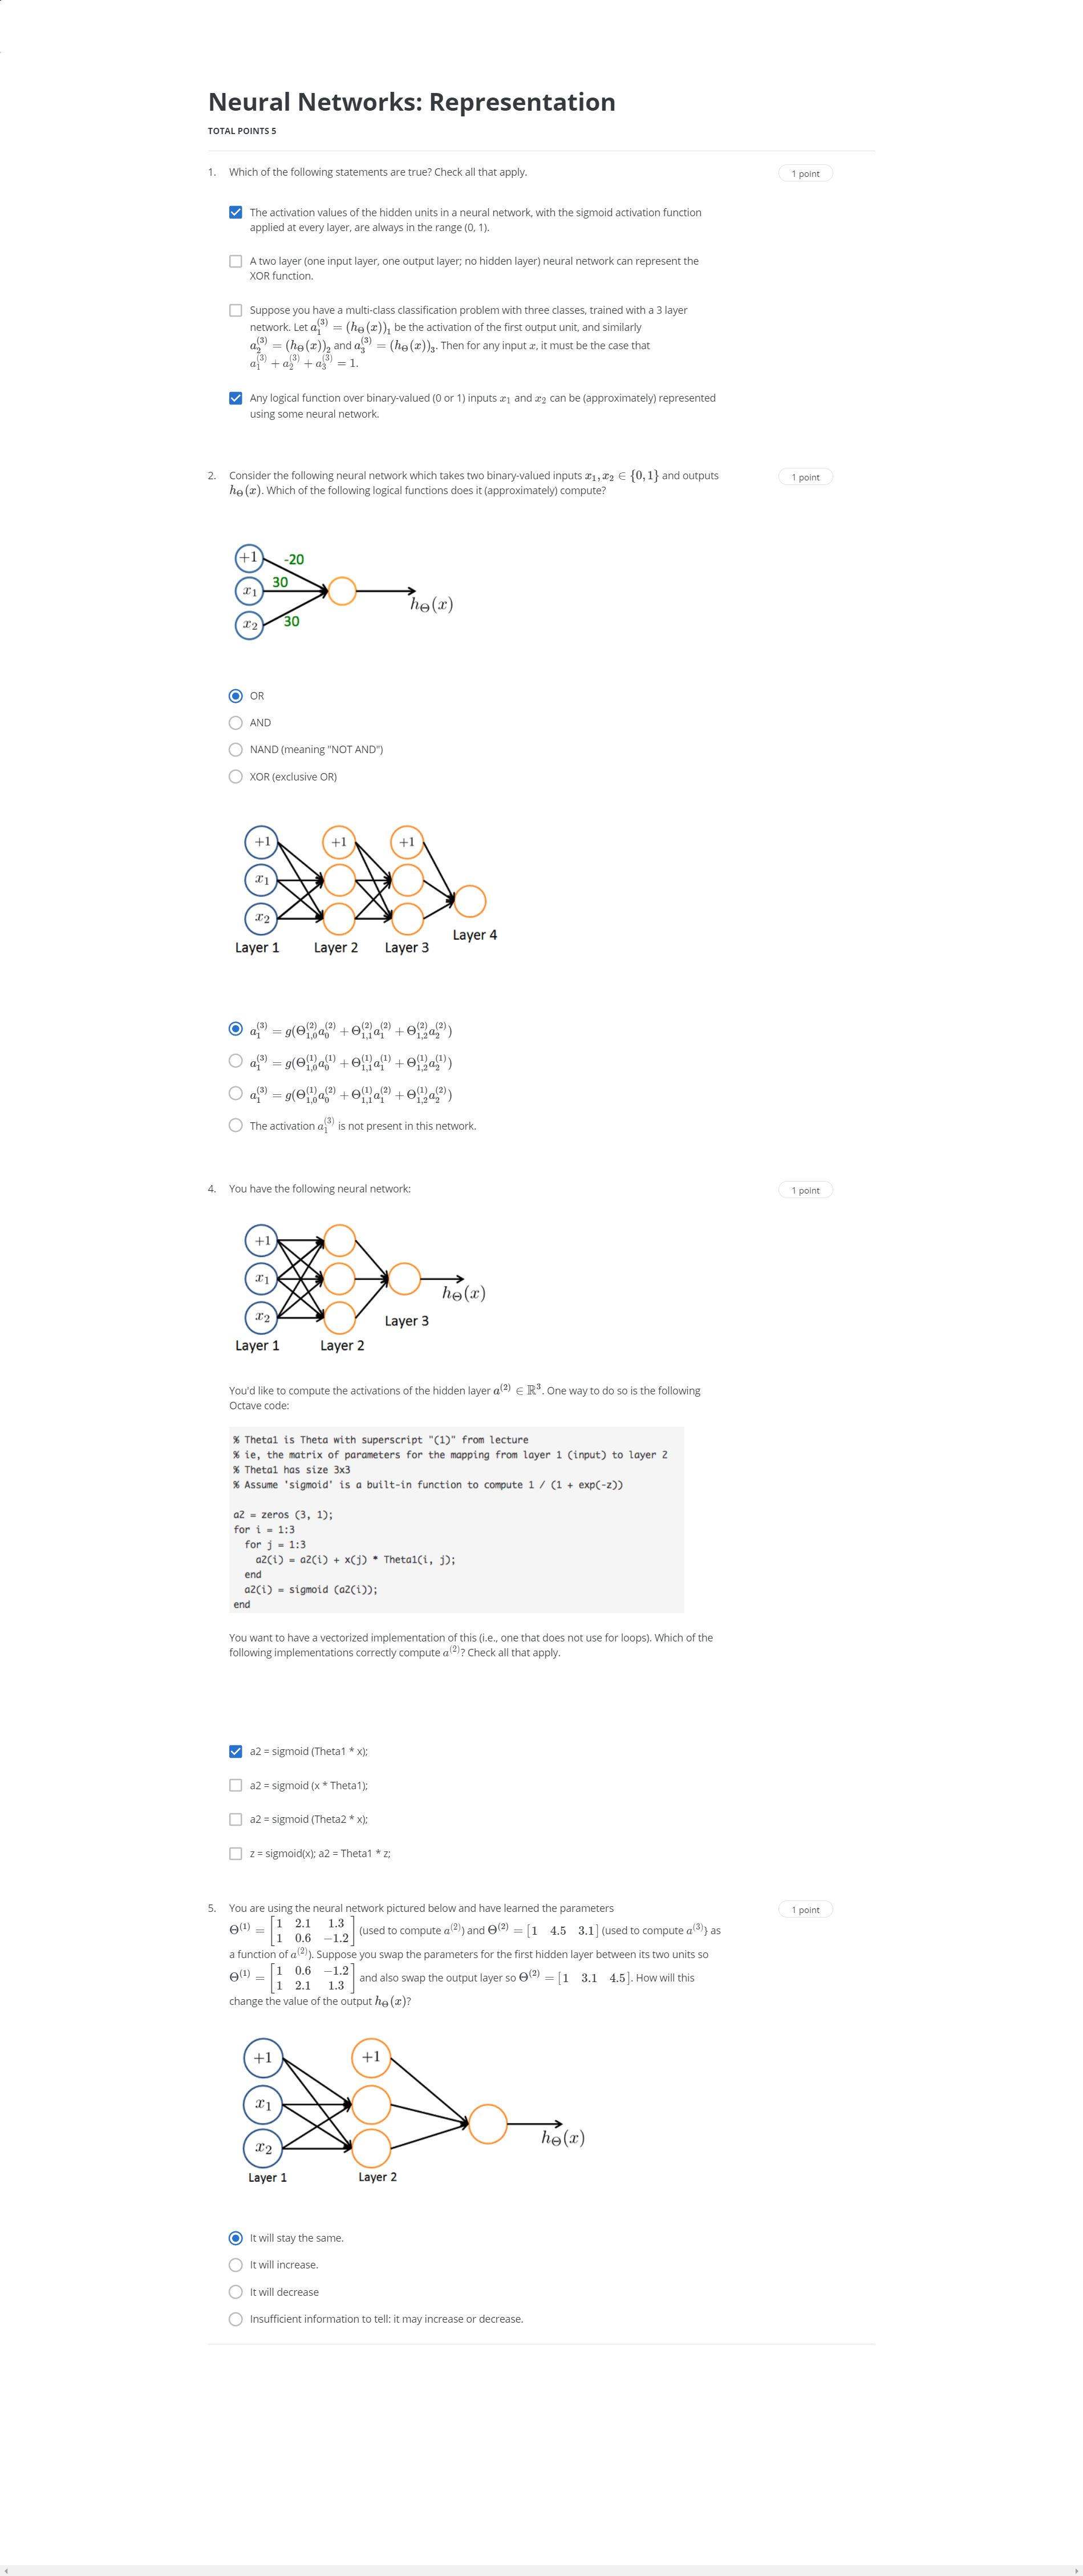 Neural Networks: Representation
TOTAL POINTS 5
1. Which of the following statements are true? Check all that apply.
1 point
The activation values of the hidden units in a neural network, with the sigmoid activation function
applied at every layer, are always in the range (0, 1).
A two layer (one input layer, one output layer; no hidden layer) neural network can represent the
XOR function.
Suppose you have a multi-class classification problem with three classes, trained with a 3 layer
network. Let $a_1^{(3)} = (h_\Theta(x))_1$ be the activation of the first output unit, and similarly
$a_2^{(3)} = (h_\Theta(x))_2$ and $a_3^{(3)} = (h_\Theta(x))_3$. Then for any input $x$, it must be the case that
$a_1^{(3)} + a_2^{(3)} + a_3^{(3)} = 1$.
Any logical function over binary-valued (0 or 1) inputs $x_1$ and $x_2$ can be (approximately) represented
using some neural network.
2. Consider the following neural network which takes two binary-valued inputs $x_1, x_2 \in \{0, 1\}$ and outputs
1 point
$h_\Theta(x)$. Which of the following logical functions does it (approximately) compute?
+1
-20
$x_1$
30
$h_\Theta(x)$
$x_2$
30
OR
AND
NAND (meaning "NOT AND")
XOR (exclusive OR)
+1 +1 +1
$x_1$
$x_2$
Layer 4
Layer 1 Layer 2 Layer 3
$a_1^{(3)} = g(\Theta_{1,0}^{(2)} a_0^{(2)} + \Theta_{1,1}^{(2)} a_1^{(2)} + \Theta_{1,2}^{(2)} a_2^{(2)})$
$a_1^{(3)} = g(\Theta_{1,0}^{(1)} a_0^{(1)} + \Theta_{1,1}^{(1)} a_1^{(1)} + \Theta_{1,2}^{(1)} a_2^{(1)})$
$a_1^{(3)} = g(\Theta_{1,0}^{(1)} a_0^{(2)} + \Theta_{1,1}^{(1)} a_1^{(2)} + \Theta_{1,2}^{(1)} a_2^{(2)})$
The activation $a_1^{(3)}$ is not present in this network.
4. You have the following neural network:
1 point
+1
$x_1$
$h_\Theta(x)$
$x_2$
Layer 3
Layer 1 Layer 2
You'd like to compute the activations of the hidden layer $a^{(2)} \in \mathbb{R}^3$. One way to do so is the following
Octave code:
% Theta1 is Theta with superscript "(1)" from lecture
% ie, the matrix of parameters for the mapping from layer 1 (input) to layer 2
% Theta1 has size 3x3
% Assume 'sigmoid' is a built-in function to compute 1 / (1 + exp(-z))
a2 = zeros (3, 1);
for i = 1:3
for j = 1:3
a2(i) = a2(i) + x(j) * Theta1(i, j);
end
a2(i) = sigmoid (a2(i));
end
You want to have a vectorized implementation of this (i.e., one that does not use for loops). Which of the
following implementations correctly compute $a^{(2)}$? Check all that apply.
a2 = sigmoid (Theta1 * x);
a2 = sigmoid (x * Theta1);
a2 = sigmoid (Theta2 * x);
z = sigmoid(x); a2 = Theta1 * z;
5. You are using the neural network pictured below and have learned the parameters
1 point
$\Theta^{(1)} = \begin{bmatrix} 1 & 2.1 & 1.3 \\ 1 & 0.6 & -1.2 \end{bmatrix}$ (used to compute $a^{(2)}$) and $\Theta^{(2)} = [1 \quad 4.5 \quad 3.1]$ (used to compute $a^{(3)}$} as
a function of $a^{(2)}$). Suppose you swap the parameters for the first hidden layer between its two units so
$\Theta^{(1)} = \begin{bmatrix} 1 & 0.6 & -1.2 \\ 1 & 2.1 & 1.3 \end{bmatrix}$ and also swap the output layer so $\Theta^{(2)} = [1 \quad 3.1 \quad 4.5]$. How will this
change the value of the output $h_\Theta(x)$?
+1 +1
$x_1$
$h_\Theta(x)$
$x_2$
Layer 1 Layer 2
It will stay the same.
It will increase.
It will decrease
Insufficient information to tell: it may increase or decrease.